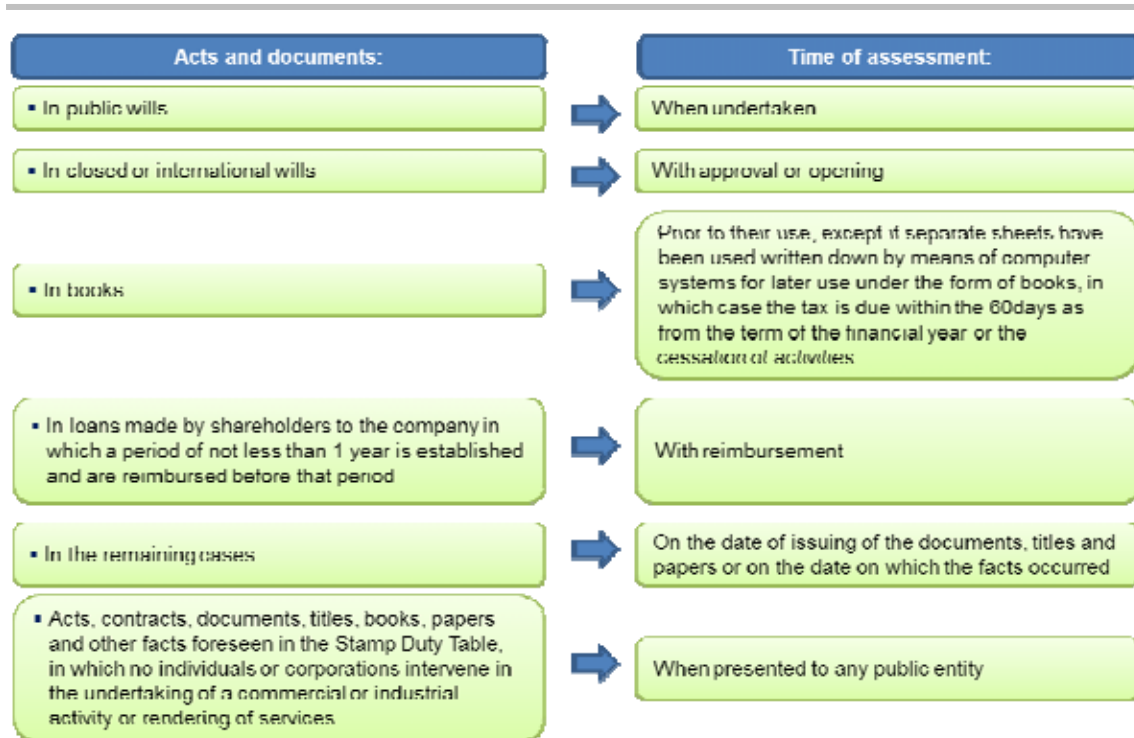 Acts and documents:
Time of assessment:
▪ In public wills
When undertaken
▪ In closed or international wills
With approval or opening
▪ In books
Prior to their use, except if separate sheets have
been used written down by means of computer
systems for later use under the form of books, in
which case the tax is due within the 60days as
from the term of the financial year or the
cessation of activities
▪ In loans made by shareholders to the company in
which a period of not less than 1 year is established
and are reimbursed before that period
With reimbursement
▪ In the remaining cases
On the date of issuing of the documents, titles and
papers or on the date on which the facts occurred
▪ Acts, contracts, documents, titles, books, papers
and other facts foreseen in the Stamp Duty Table,
in which no individuals or corporations intervene in
the undertaking of a commercial or industrial
activity or rendering of services
When presented to any public entity